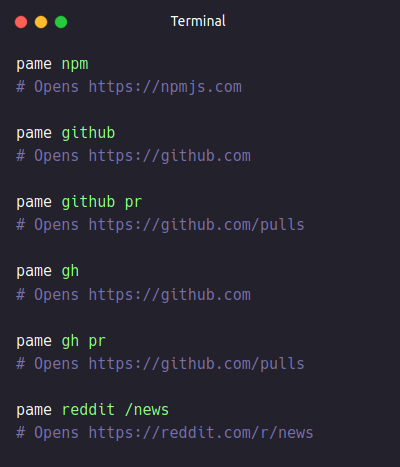 Terminal
pame npm
# Opens https://npmjs.com
pame github
# Opens https://github.com
pame github pr
# Opens https://github.com/pulls
pame gh
# Opens https://github.com
pame gh pr
# Opens https://github.com/pulls
pame reddit /news
# Opens https://reddit.com/r/news